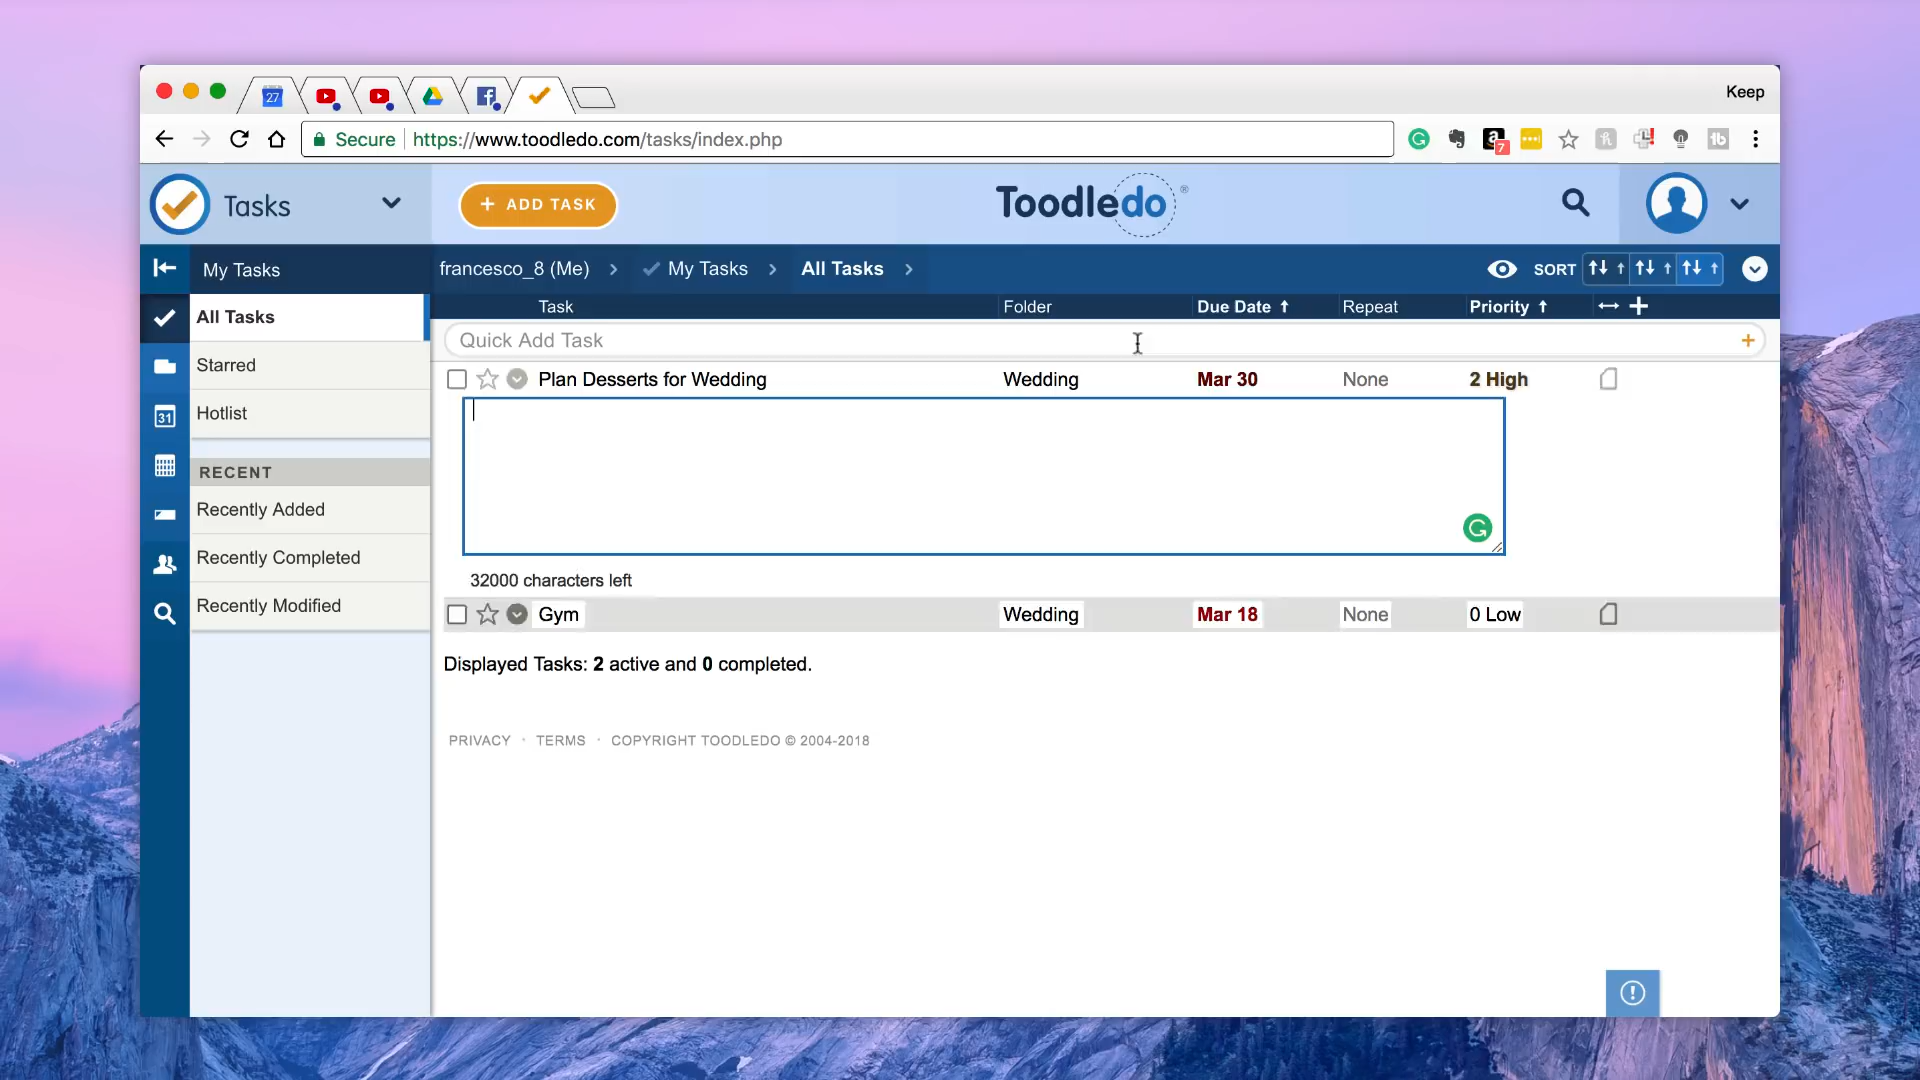 27
Keep
Secure https://www.toodledo.com/tasks/index.php
7
Tasks
+ ADD TASK
Toodledo®
My Tasks
francesco_8 (Me) My Tasks All Tasks
SORT
Task Folder Due Date Repeat Priority
Quick Add Task
All Tasks
Starred
Hotlist
31
RECENT
Recently Added
Recently Completed
Recently Modified
Plan Desserts for Wedding Wedding Mar 30 None 2 High
32000 characters left
Gym Wedding Mar 18 None 0 Low
Displayed Tasks: 2 active and 0 completed.
PRIVACY · TERMS · COPYRIGHT TOODLEDO © 2004-2018